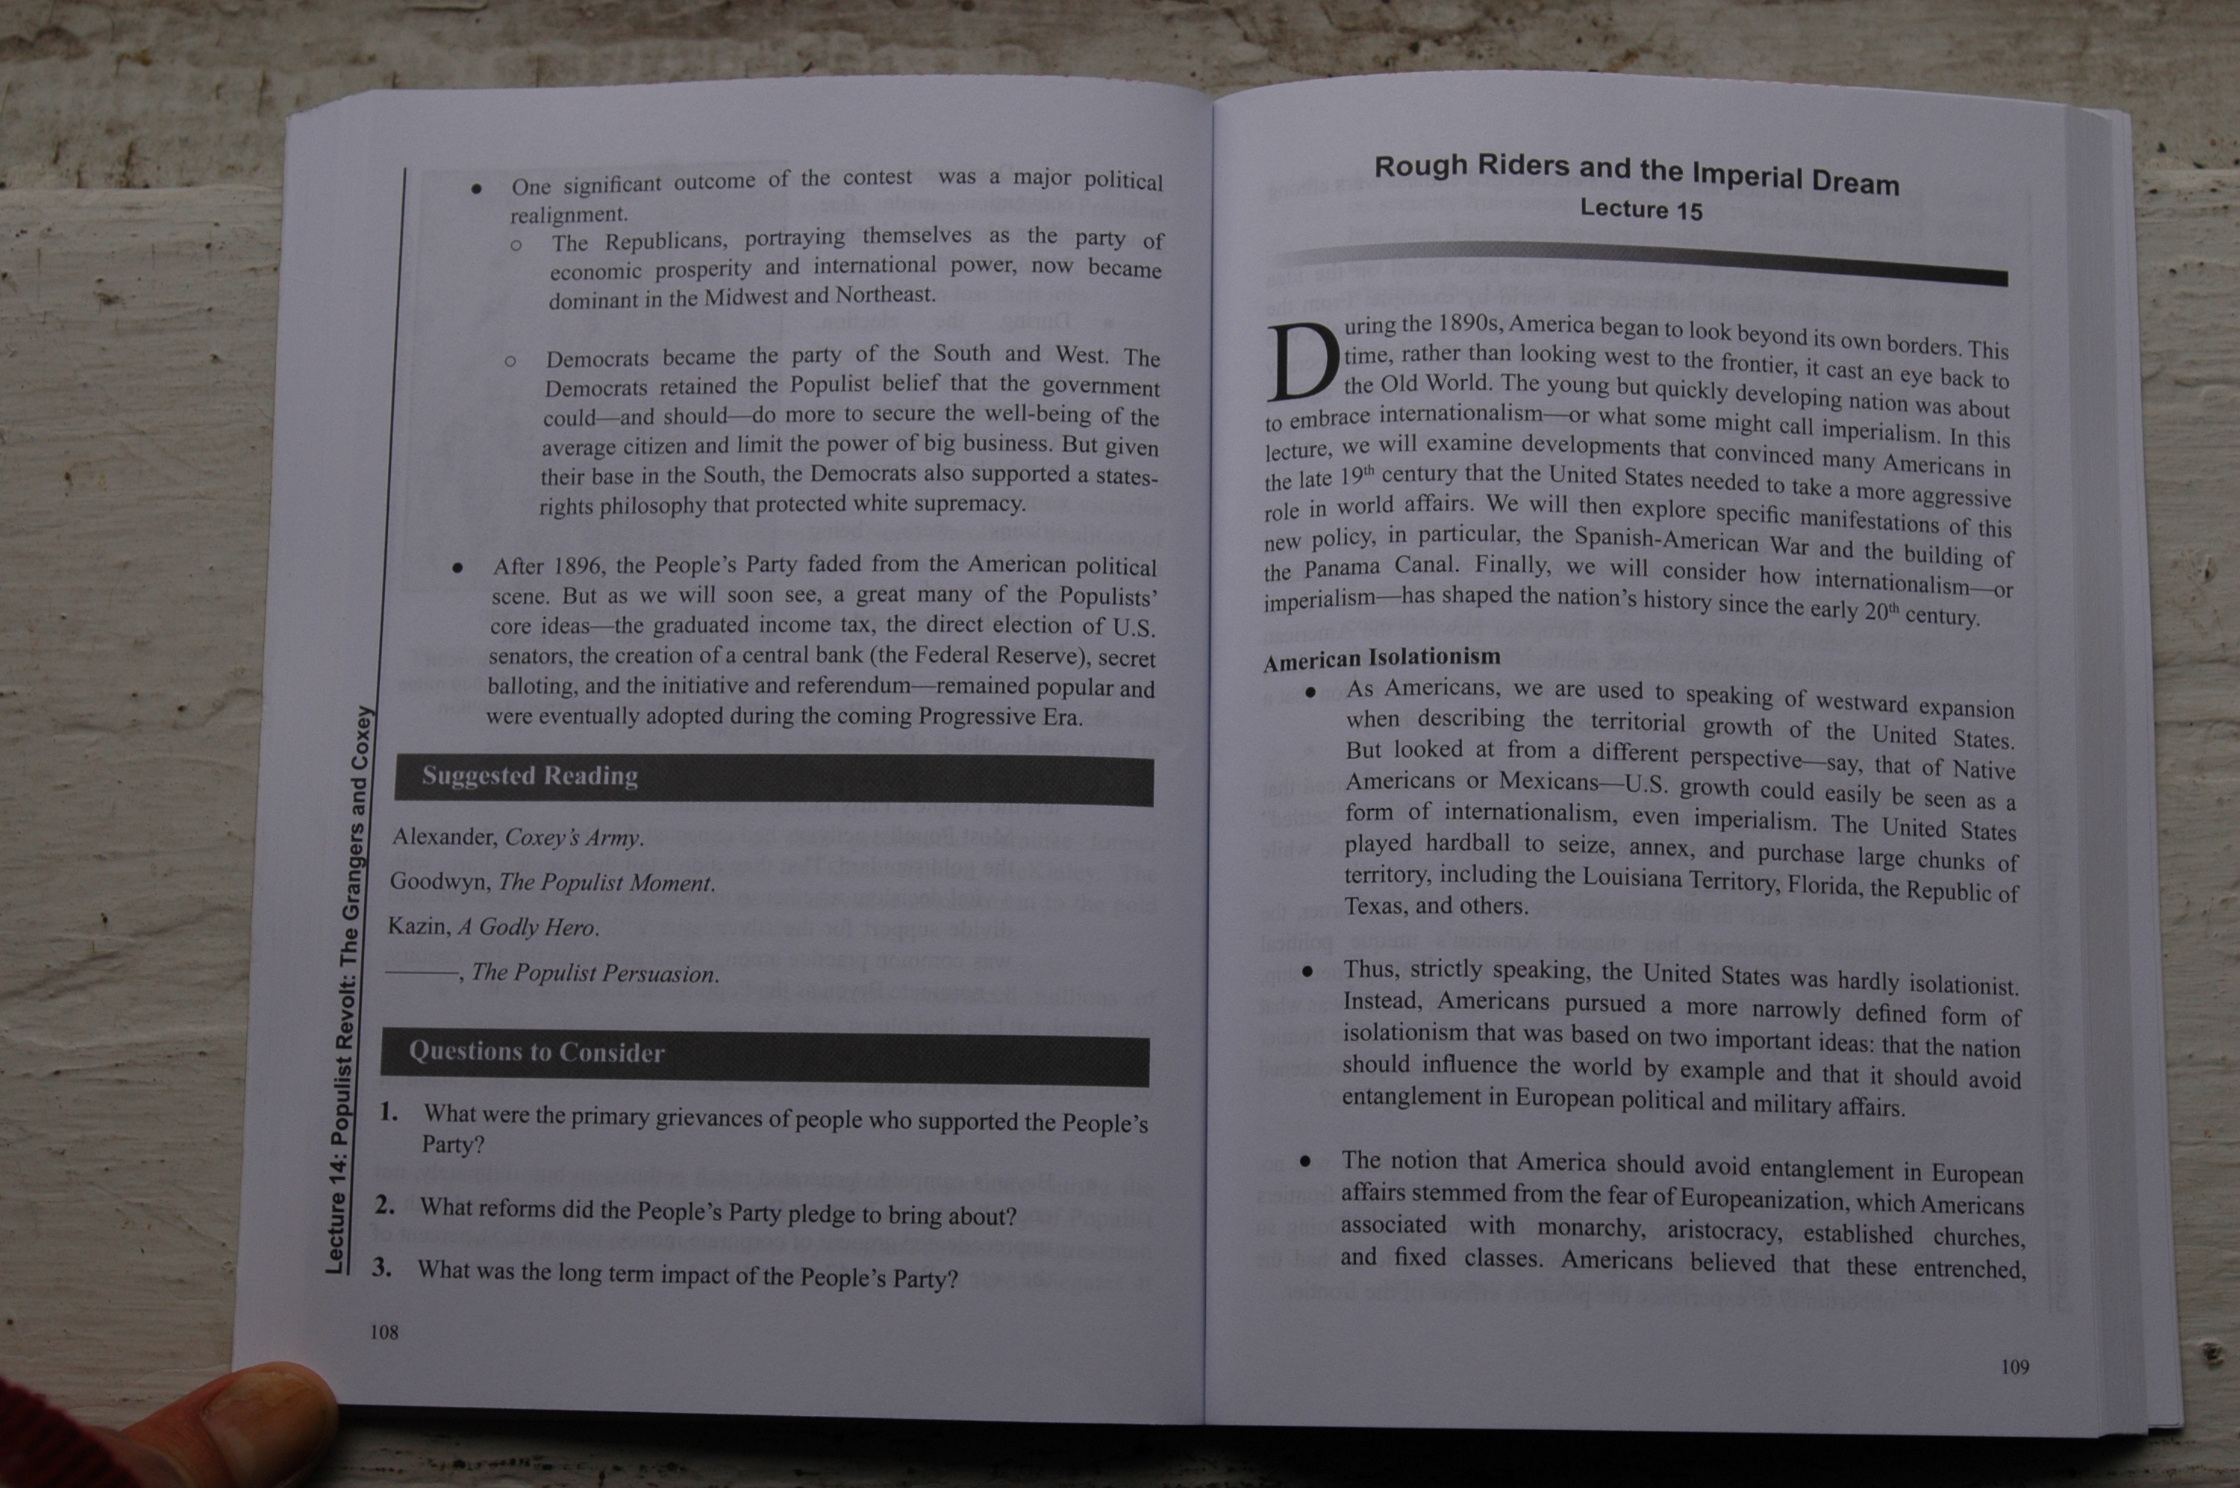 • One significant outcome of the contest was a major political
realignment.
o The Republicans, portraying themselves as the party of
economic prosperity and international power, now became
dominant in the Midwest and Northeast.
o Democrats became the party of the South and West. The
Democrats retained the Populist belief that the government
could—and should—do more to secure the well-being of the
average citizen and limit the power of big business. But given
their base in the South, the Democrats also supported a states-
rights philosophy that protected white supremacy.
• After 1896, the People's Party faded from the American political
scene. But as we will soon see, a great many of the Populists'
core ideas—the graduated income tax, the direct election of U.S.
senators, the creation of a central bank (the Federal Reserve), secret
balloting, and the initiative and referendum—remained popular and
were eventually adopted during the coming Progressive Era.
Suggested Reading
Alexander, Coxey's Army.
Goodwyn, The Populist Moment.
Kazin, A Godly Hero.
———, The Populist Persuasion.
Questions to Consider
1. What were the primary grievances of people who supported the People's
Party?
2. What reforms did the People's Party pledge to bring about?
3. What was the long term impact of the People's Party?
Lecture 14: Populist Revolt: The Grangers and Coxey
108
Rough Riders and the Imperial Dream
Lecture 15
During the 1890s, America began to look beyond its own borders. This
time, rather than looking west to the frontier, it cast an eye back to
the Old World. The young but quickly developing nation was about
to embrace internationalism—or what some might call imperialism. In this
lecture, we will examine developments that convinced many Americans in
the late 19th century that the United States needed to take a more aggressive
role in world affairs. We will then explore specific manifestations of this
new policy, in particular, the Spanish-American War and the building of
the Panama Canal. Finally, we will consider how internationalism—or
imperialism—has shaped the nation's history since the early 20th century.
American Isolationism
• As Americans, we are used to speaking of westward expansion
when describing the territorial growth of the United States.
But looked at from a different perspective—say, that of Native
Americans or Mexicans—U.S. growth could easily be seen as a
form of internationalism, even imperialism. The United States
played hardball to seize, annex, and purchase large chunks of
territory, including the Louisiana Territory, Florida, the Republic of
Texas, and others.
• Thus, strictly speaking, the United States was hardly isolationist.
Instead, Americans pursued a more narrowly defined form of
isolationism that was based on two important ideas: that the nation
should influence the world by example and that it should avoid
entanglement in European political and military affairs.
• The notion that America should avoid entanglement in European
affairs stemmed from the fear of Europeanization, which Americans
associated with monarchy, aristocracy, established churches,
and fixed classes. Americans believed that these entrenched,
109